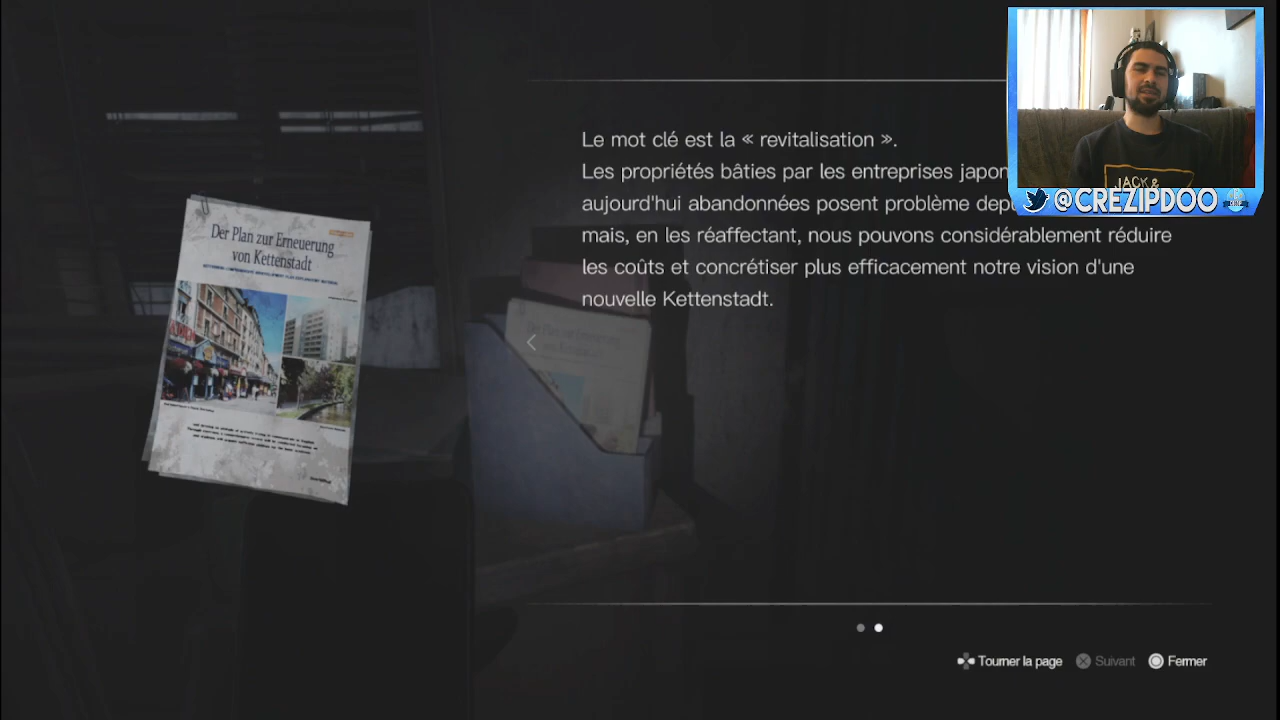 Le mot clé est la « revitalisation ».
Les propriétés bâties par les entreprises japon
aujourd'hui abandonnées posent problème depu
mais, en les réaffectant, nous pouvons considérablement réduire
les coûts et concrétiser plus efficacement notre vision d'une
nouvelle Kettenstadt.
JACK &
@CREZIPDOO
Der Plan zur Erneuerung
von Kettenstadt
Tourner la page
Suivant
Fermer